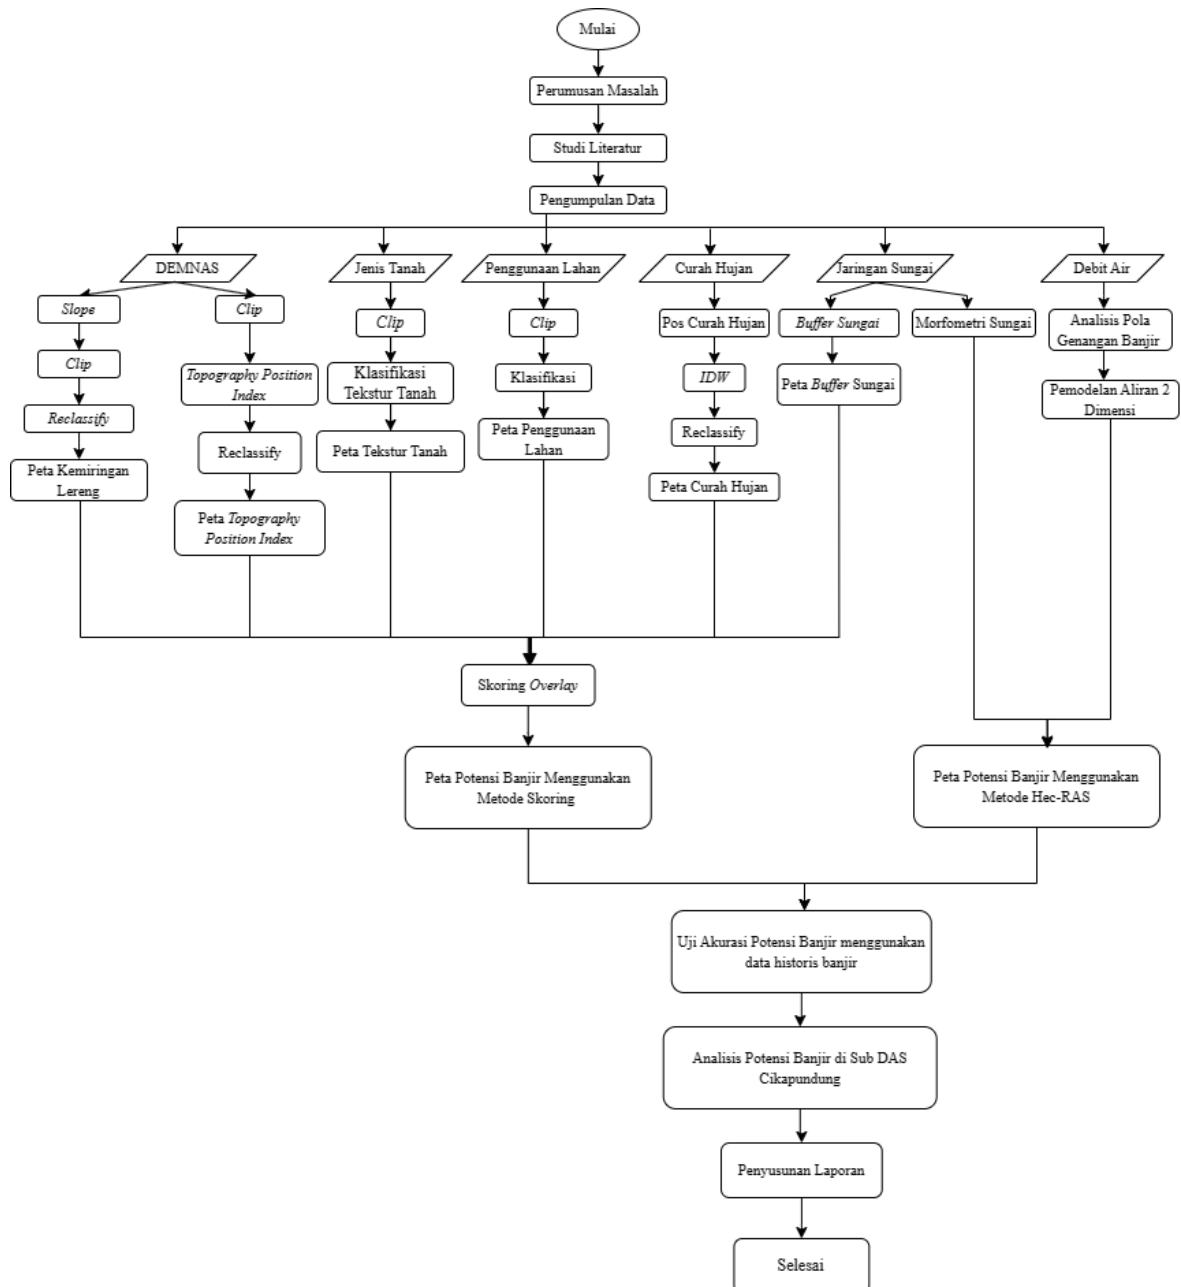 Mulai
Perumusan Masalah
Studi Literatur
Pengumpulan Data
DEMNAS
Jenis Tanah
Penggunaan Lahan
Curah Hujan
Jaringan Sungai
Debit Air
Slope
Clip
Reclassify
Peta Kemiringan
Lereng
Clip
Topography Position
Index
Reclassify
Peta Topography
Position Index
Clip
Klasifikasi
Tekstur Tanah
Peta Tekstur Tanah
Clip
Klasifikasi
Peta Penggunaan
Lahan
Pos Curah Hujan
IDW
Reclassify
Peta Curah Hujan
Buffer Sungai
Peta Buffer Sungai
Morfometri Sungai
Analisis Pola
Genangan Banjir
Pemodelan Aliran 2
Dimensi
Skoring Overlay
Peta Potensi Banjir Menggunakan
Metode Skoring
Peta Potensi Banjir Menggunakan
Metode Hec-RAS
Uji Akurasi Potensi Banjir menggunakan
data historis banjir
Analisis Potensi Banjir di Sub DAS
Cikapundung
Penyusunan Laporan
Selesai